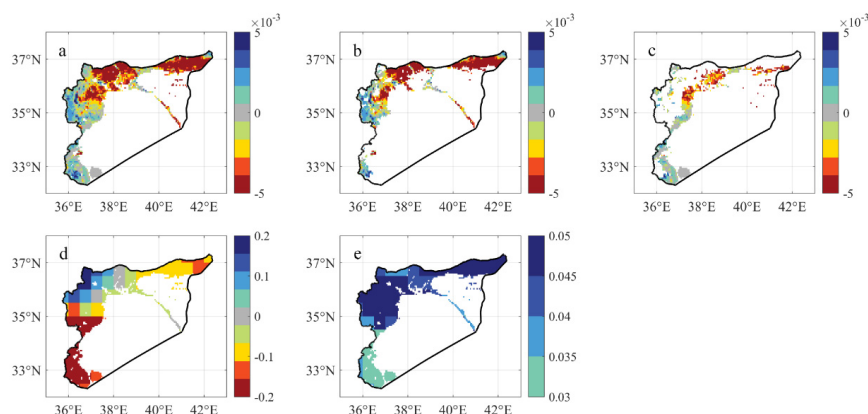 ×10⁻³ ×10⁻³ ×10⁻³
a 5 b 5 c 5
37°N 37°N 37°N
35°N 0 35°N 0 35°N 0
33°N 33°N 33°N
-5 -5 -5
36°E 38°E 40°E 42°E 36°E 38°E 40°E 42°E 36°E 38°E 40°E 42°E
d 0.2 e 0.05
37°N 37°N
0.1 0.045
35°N 0 35°N 0.04
-0.1 0.035
33°N 33°N
-0.2 0.03
36°E 38°E 40°E 42°E 36°E 38°E 40°E 42°E